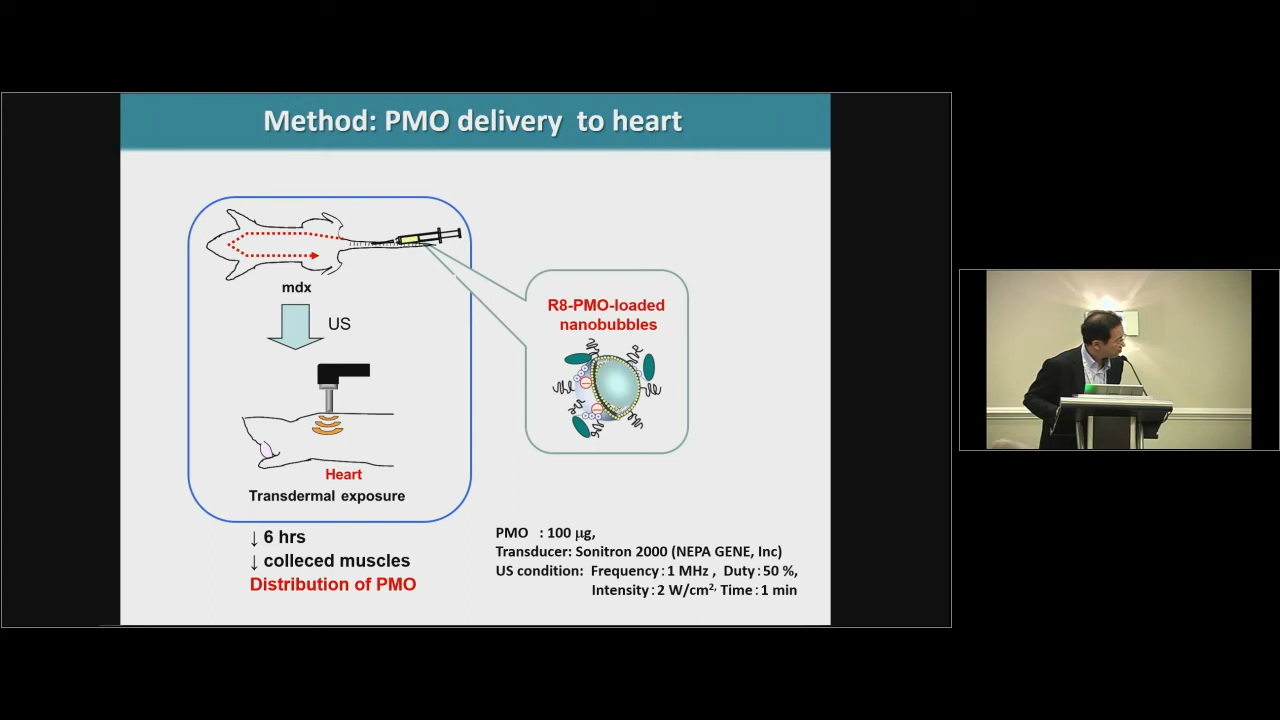 Method: PMO delivery  to heart
mdx
US
Heart
Transdermal exposure
↓ 6 hrs
↓ colleced muscles
Distribution of PMO
R8-PMO-loaded
nanobubbles
PMO  : 100 μg,
Transducer: Sonitron 2000 (NEPA GENE, Inc)
US condition:  Frequency : 1 MHz ,  Duty : 50 %,
Intensity : 2 W/cm², Time : 1 min